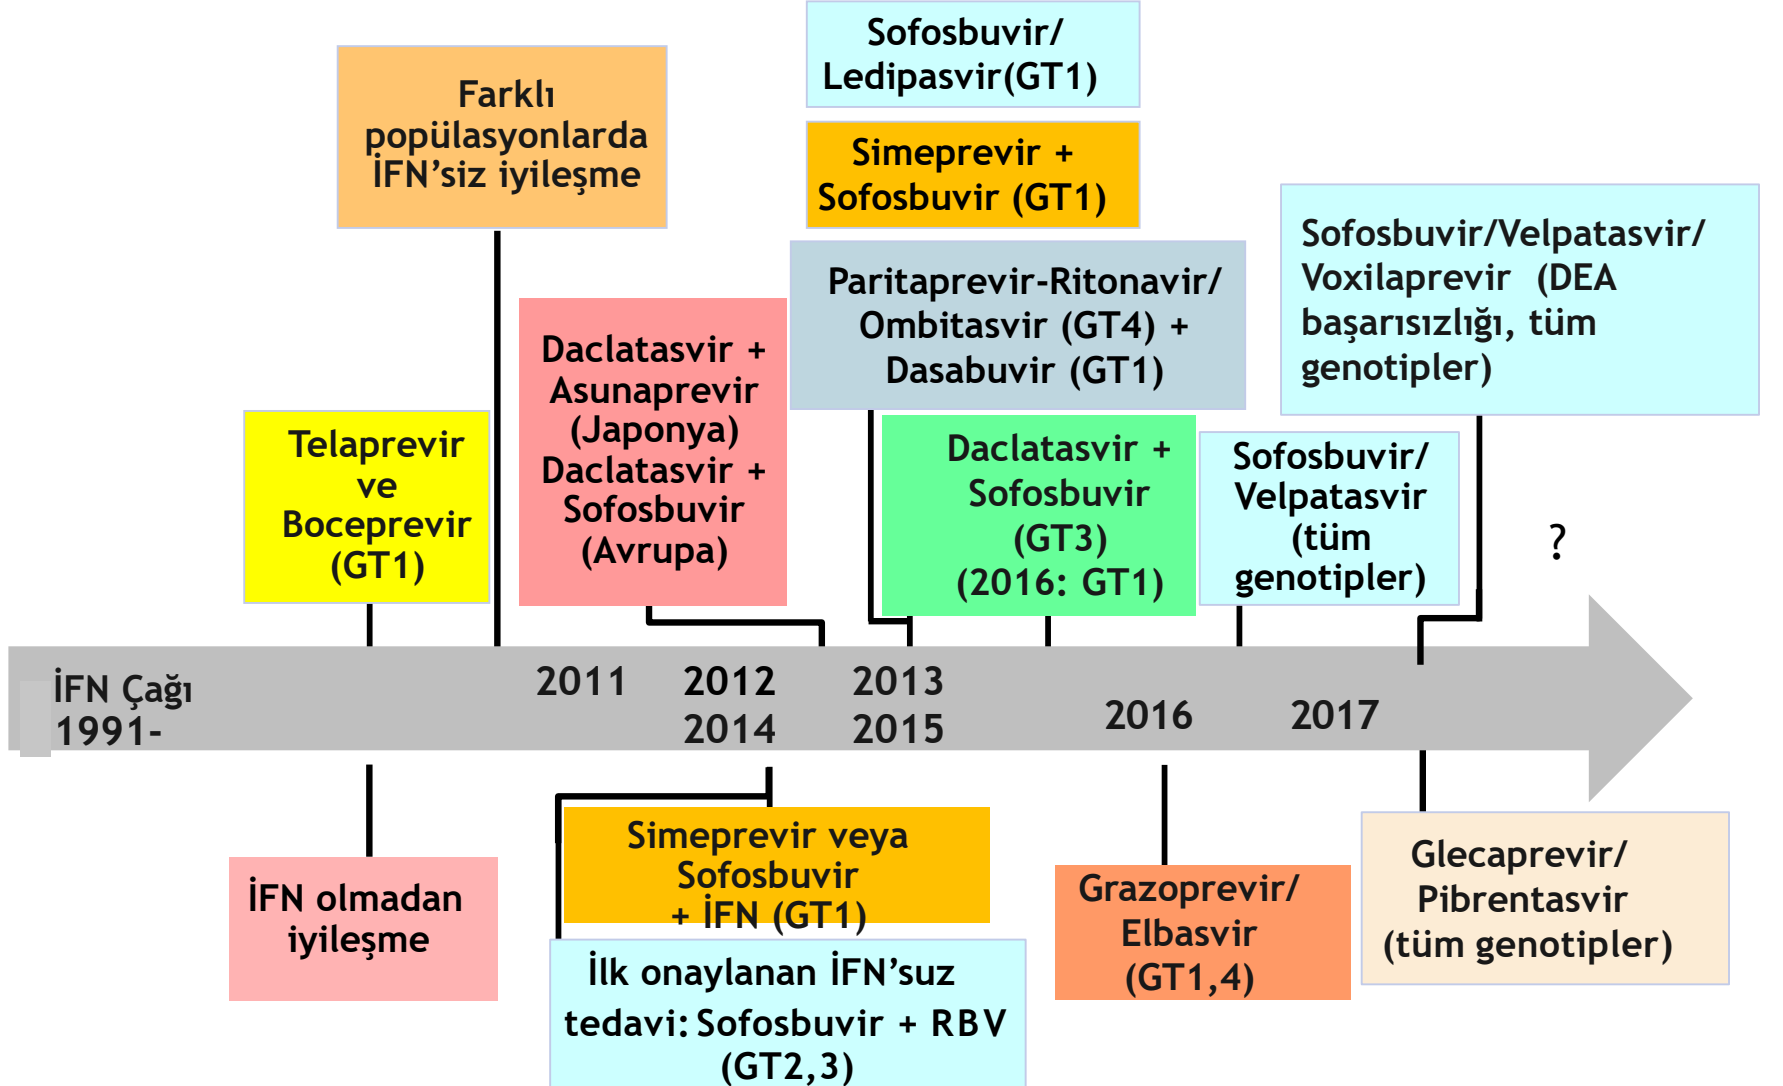 Sofosbuvir/
Ledipasvir(GT1)
Farklı
popülasyonlarda
İFN’siz iyileşme
Simeprevir +
Sofosbuvir (GT1)
Sofosbuvir/Velpatasvir/
Voxilaprevir (DEA
başarısızlığı, tüm
genotipler)
Paritaprevir-Ritonavir/
Ombitasvir (GT4) +
Dasabuvir (GT1)
Daclatasvir +
Asunaprevir
(Japonya)
Daclatasvir +
Sofosbuvir
(Avrupa)
Telaprevir
ve
Boceprevir
(GT1)
Daclatasvir +
Sofosbuvir
(GT3)
(2016: GT1)
Sofosbuvir/
Velpatasvir
(tüm
genotipler)
?
İFN Çağı
1991-
2011
2012
2014
2013
2015
2016
2017
İFN olmadan
iyileşme
Simeprevir veya
Sofosbuvir
+ İFN (GT1)
İlk onaylanan İFN’suz
tedavi: Sofosbuvir + RBV
(GT2,3)
Grazoprevir/
Elbasvir
(GT1,4)
Glecaprevir/
Pibrentasvir
(tüm genotipler)